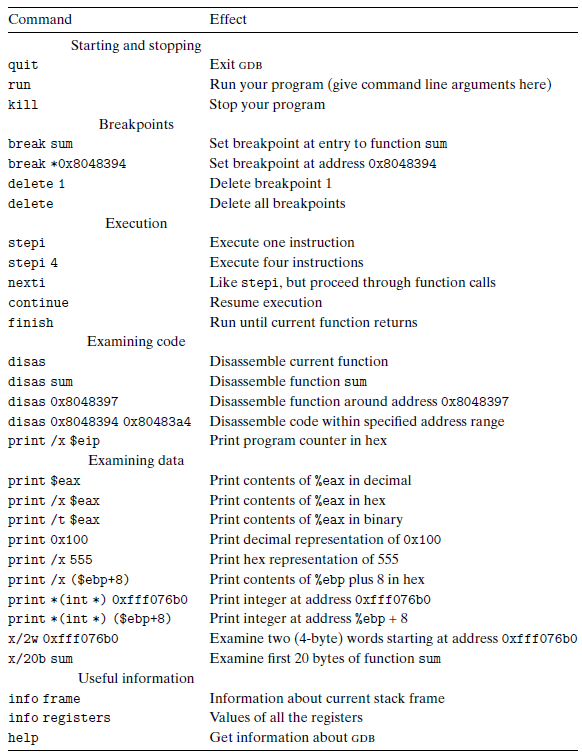 Command Effect
Starting and stopping
quit Exit GDB
run Run your program (give command line arguments here)
kill Stop your program
Breakpoints
break sum Set breakpoint at entry to function sum
break *0x8048394 Set breakpoint at address 0x8048394
delete 1 Delete breakpoint 1
delete Delete all breakpoints
Execution
stepi Execute one instruction
stepi 4 Execute four instructions
nexti Like stepi, but proceed through function calls
continue Resume execution
finish Run until current function returns
Examining code
disas Disassemble current function
disas sum Disassemble function sum
disas 0x8048397 Disassemble function around address 0x8048397
disas 0x8048394 0x80483a4 Disassemble code within specified address range
print /x $eip Print program counter in hex
Examining data
print $eax Print contents of %eax in decimal
print /x $eax Print contents of %eax in hex
print /t $eax Print contents of %eax in binary
print 0x100 Print decimal representation of 0x100
print /x 555 Print hex representation of 555
print /x ($ebp+8) Print contents of %ebp plus 8 in hex
print *(int *) 0xfff076b0 Print integer at address 0xfff076b0
print *(int *) ($ebp+8) Print integer at address %ebp + 8
x/2w 0xfff076b0 Examine two (4-byte) words starting at address 0xfff076b0
x/20b sum Examine first 20 bytes of function sum
Useful information
info frame Information about current stack frame
info registers Values of all the registers
help Get information about GDB